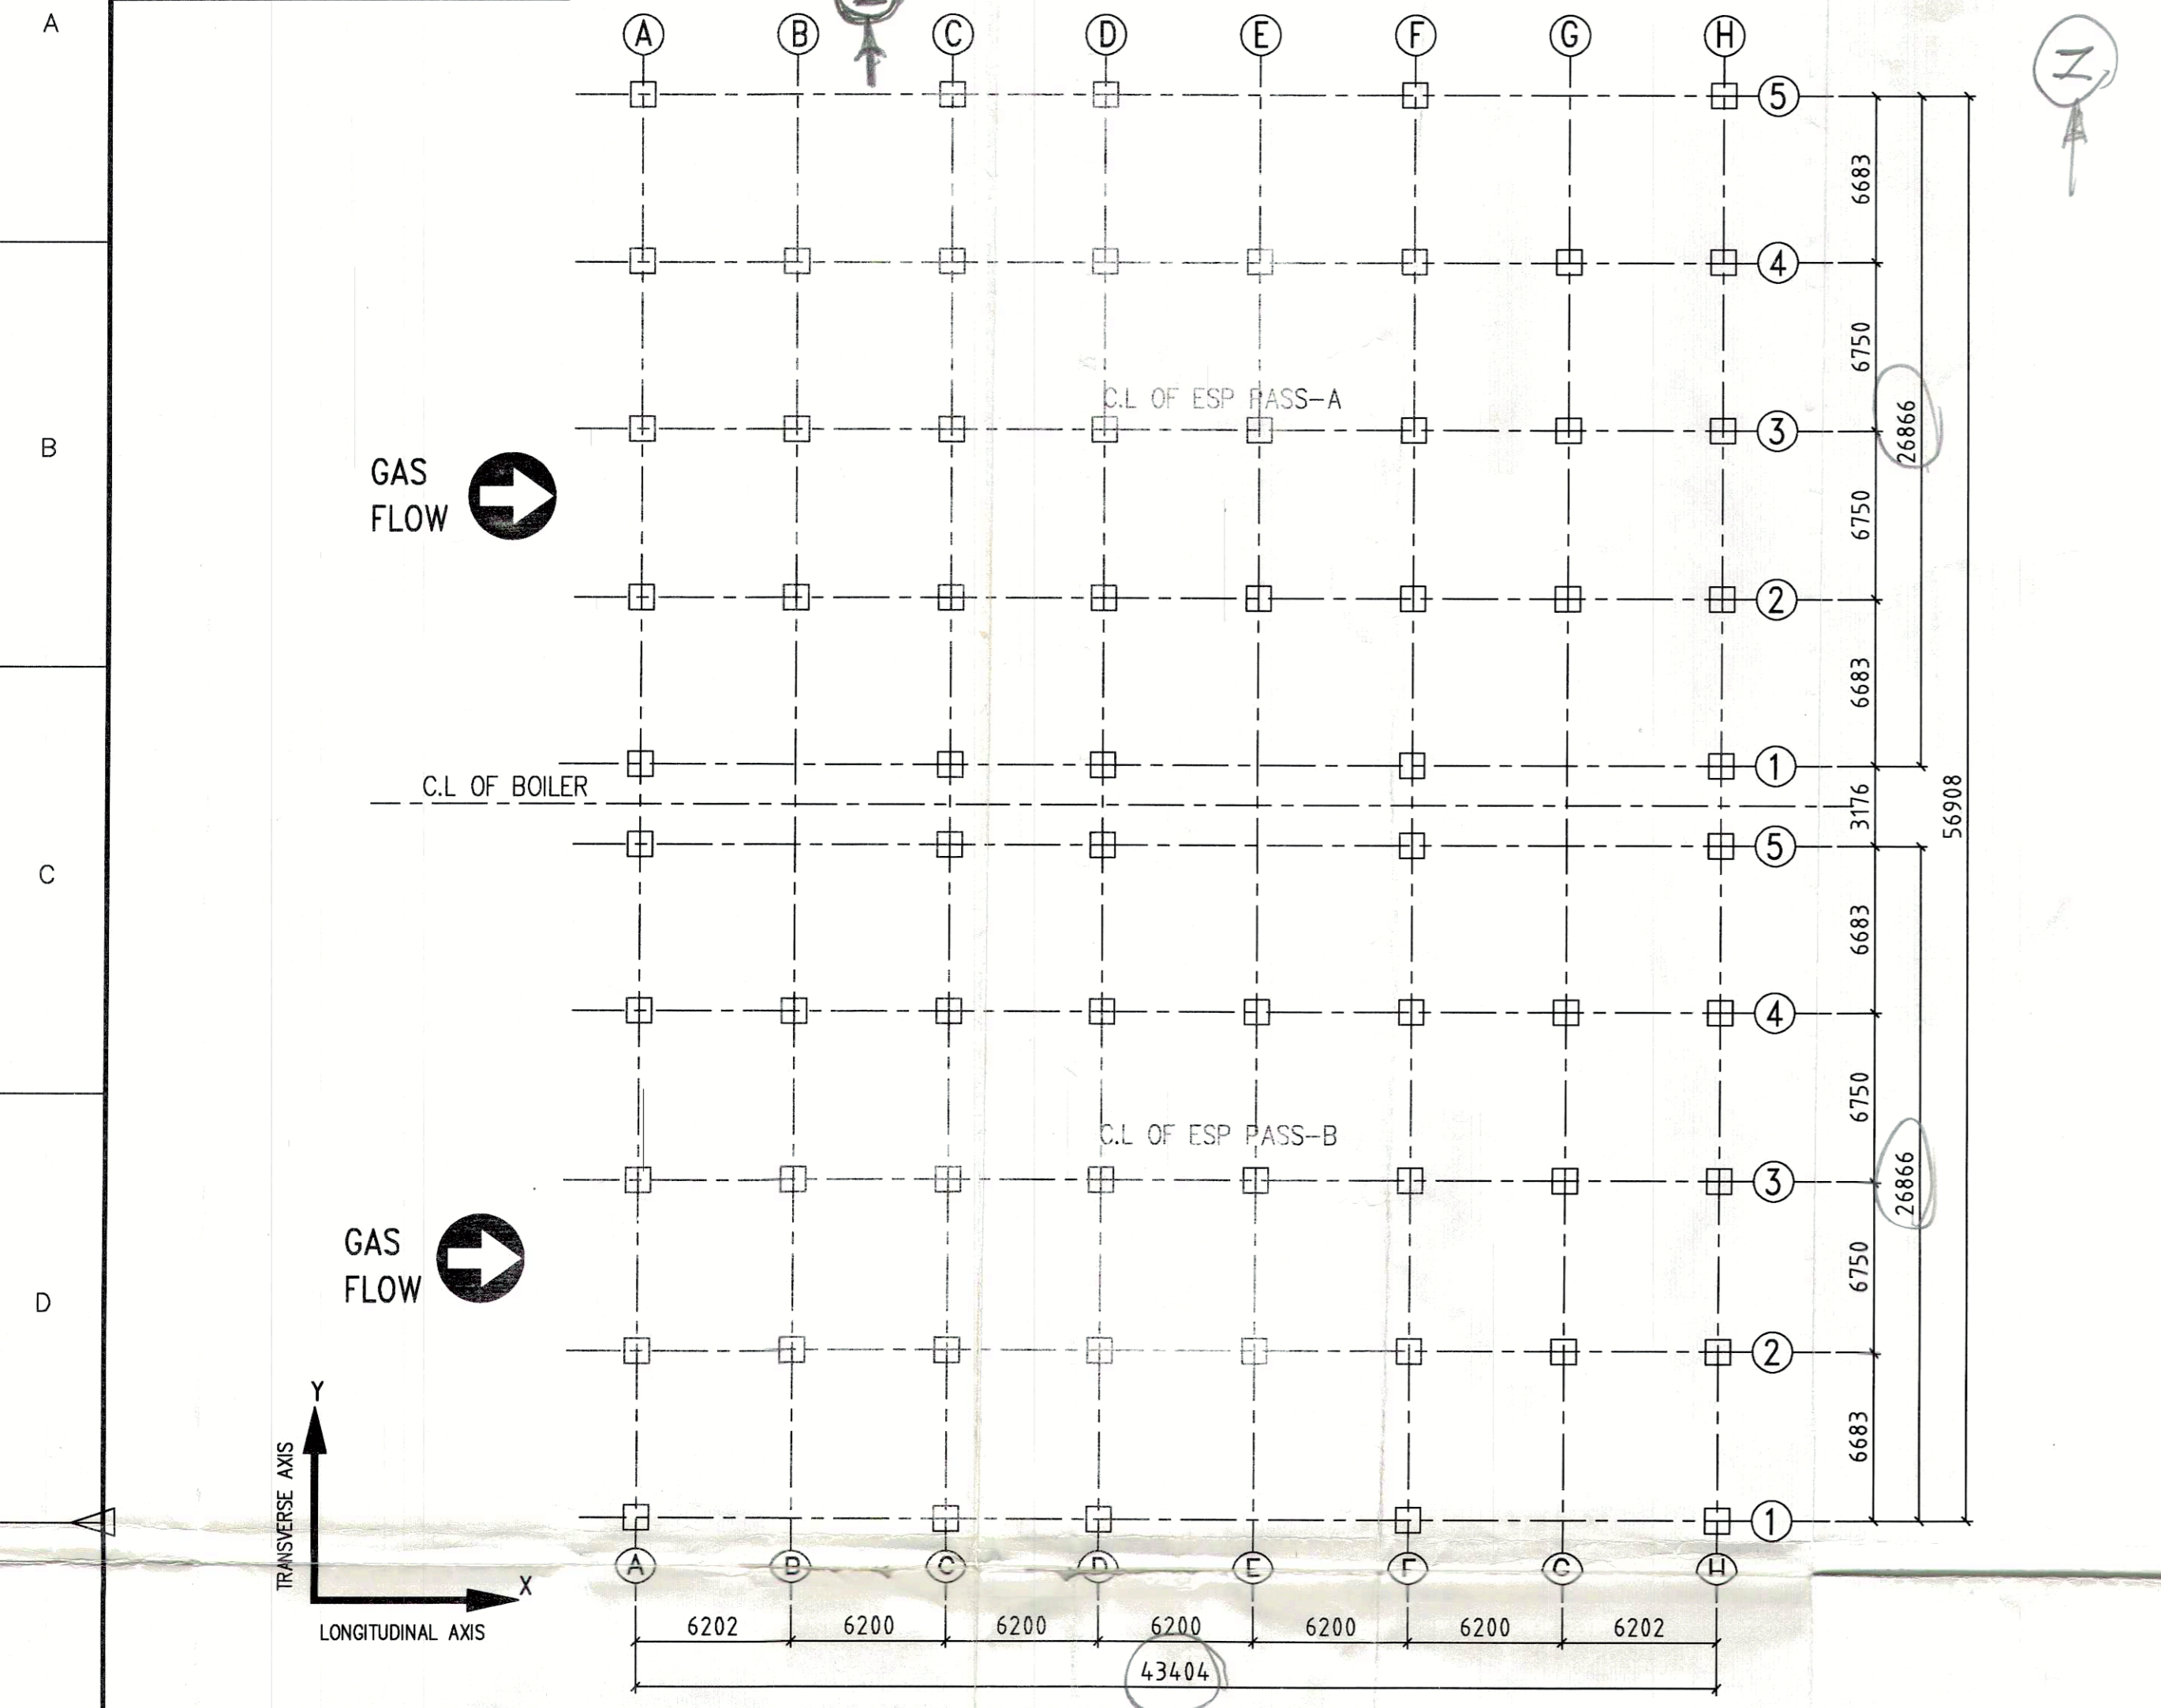 A
B
C
D
A B C D E F G H
5
4
3
2
1
5
4
3
2
1
Z
6683
6750
6750
6683
3176
6683
6750
6750
6683
26866
26866
56908
C.L OF ESP PASS-A
GAS
FLOW
C.L OF BOILER
C.L OF ESP PASS-B
GAS
FLOW
Y
TRANSVERSE AXIS
X
LONGITUDINAL AXIS
A B C D E F G H
6202 6200 6200 6200 6200 6200 6202
43404